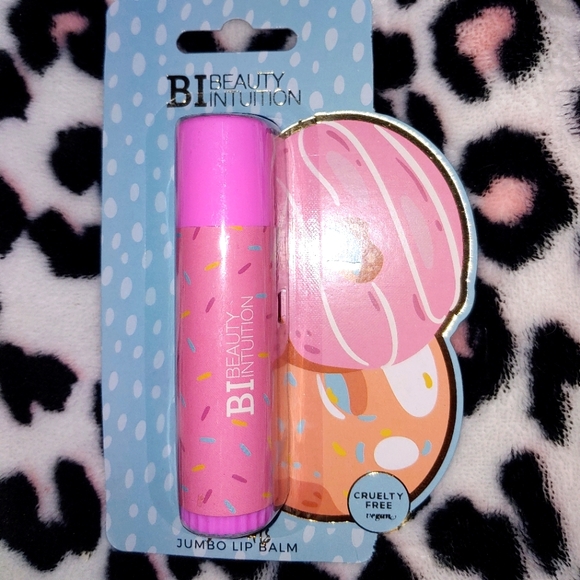 BI BEAUTY
INTUITION
BI BEAUTY
INTUITION
CRUELTY
FREE
JUMBO LIP BALM